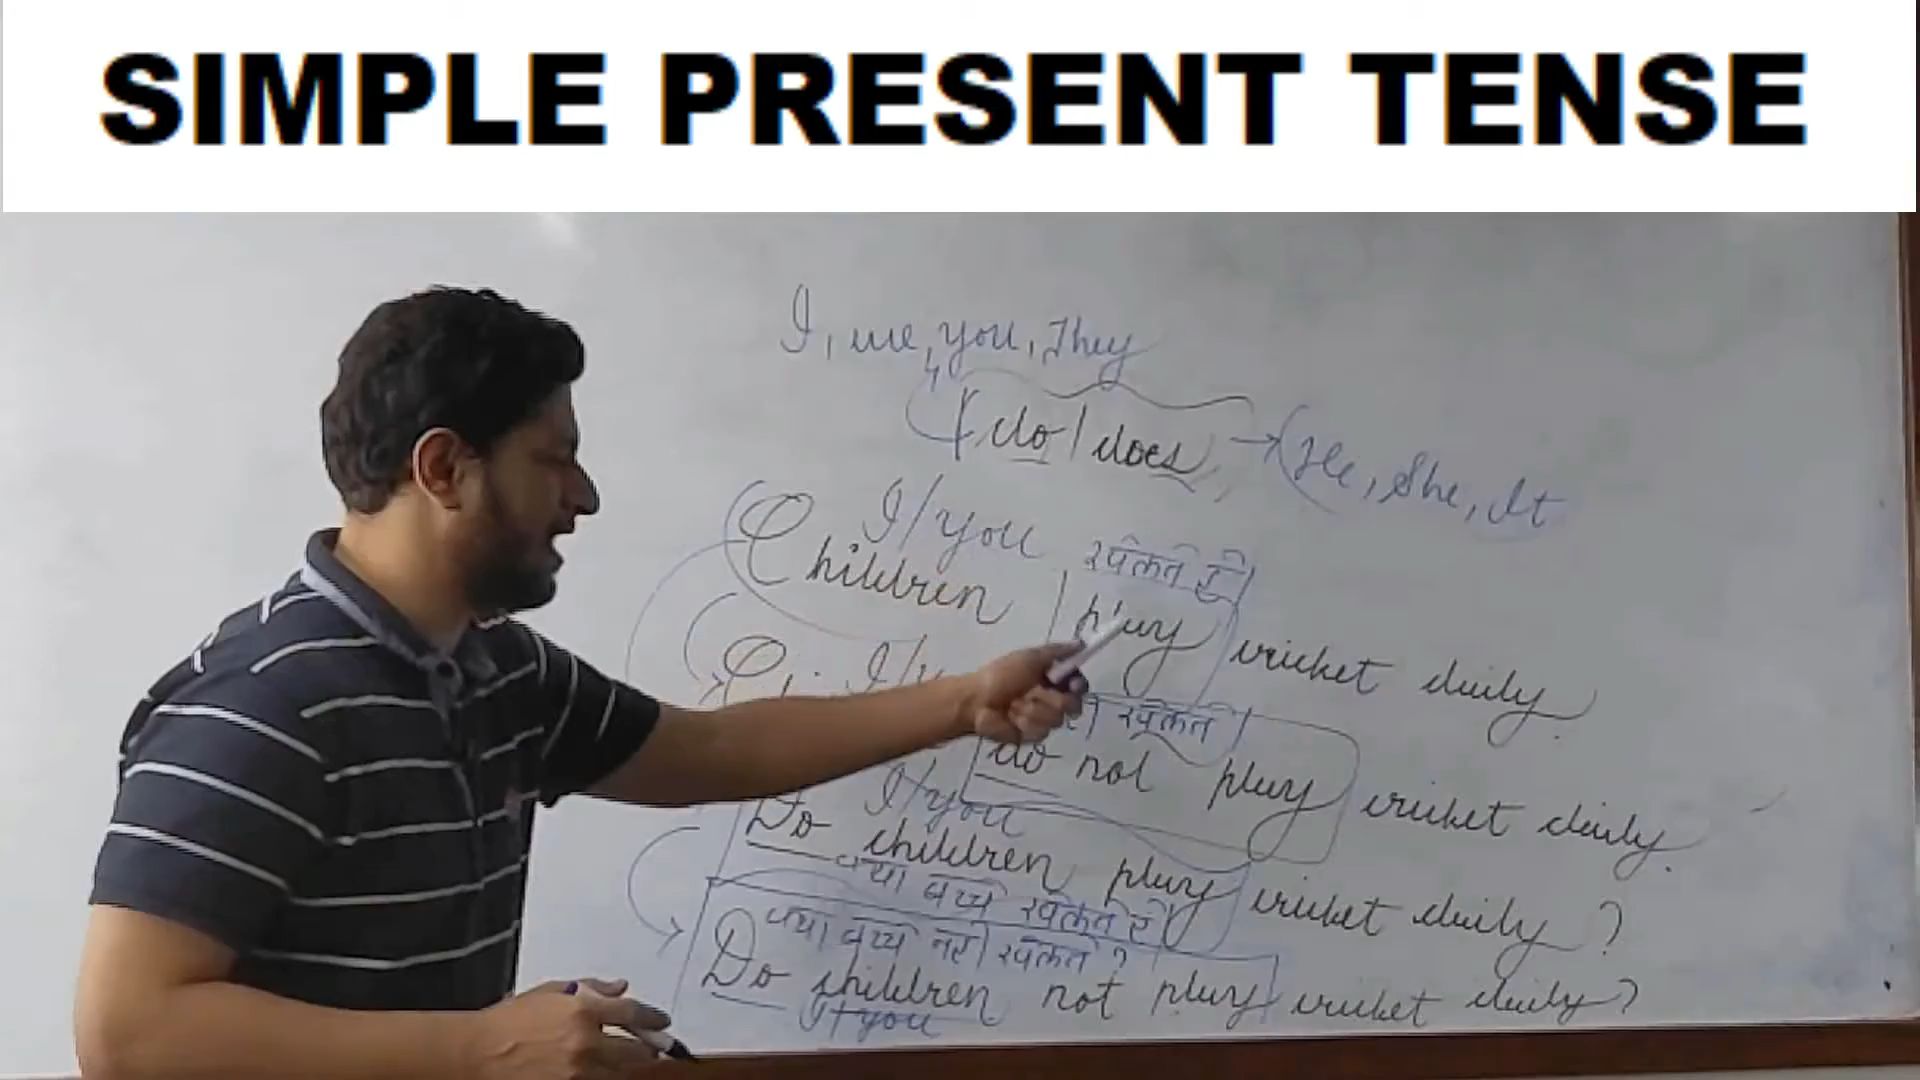 SIMPLE PRESENT TENSE
I, we, you, They
do / does → (He, She, It
I/you खेलते हैं
Children play cricket daily.
खेलते
do not play cricket daily.
I/you
Do children play cricket daily ?
क्या बच्चे खेलते हैं
क्या बच्चे नहीं खेलते ?
Do children not play cricket daily ?
I/you